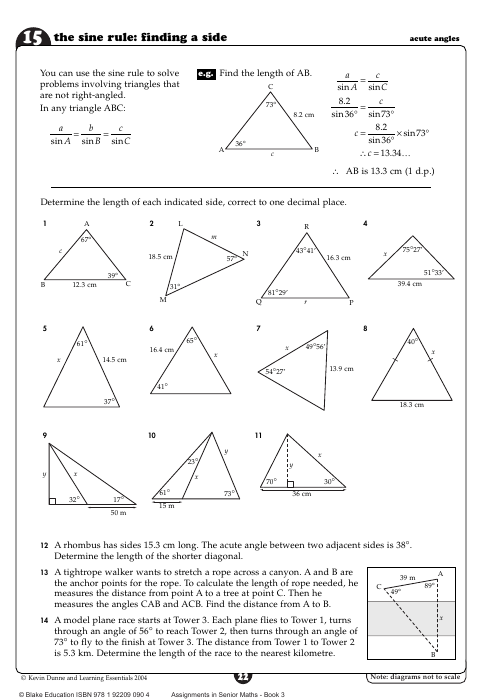 15 the sine rule: finding a side
acute angles
You can use the sine rule to solve
problems involving triangles that
are not right-angled.
In any triangle ABC:
a/sin A = b/sin B = c/sin C
e.g. Find the length of AB.
C
73°
8.2 cm
36°
A
c
B
a/sin A = c/sin C
8.2/sin 36° = c/sin 73°
c = 8.2/sin 36° × sin 73°
∴ c = 13.34…
∴ AB is 13.3 cm (1 d.p.)
Determine the length of each indicated side, correct to one decimal place.
1
A
67°
c
39°
B
12.3 cm
C
2
L
m
18.5 cm
57°
N
31°
M
3
R
43°41′
16.3 cm
81°29′
Q
r
P
4
75°27′
x
51°33′
39.4 cm
5
61°
x
14.5 cm
37°
6
65°
16.4 cm
x
41°
7
x
49°56′
54°27′
13.9 cm
8
40°
x
18.3 cm
9
y
x
32°
17°
50 m
10
23°
y
x
61°
73°
15 m
11
x
y
70°
30°
36 cm
12 A rhombus has sides 15.3 cm long. The acute angle between two adjacent sides is 38°.
Determine the length of the shorter diagonal.
13 A tightrope walker wants to stretch a rope across a canyon. A and B are
the anchor points for the rope. To calculate the length of rope needed, he
measures the distance from point A to a tree at point C. Then he
measures the angles CAB and ACB. Find the distance from A to B.
14 A model plane race starts at Tower 3. Each plane flies to Tower 1, turns
through an angle of 56° to reach Tower 2, then turns through an angle of
73° to fly to the finish at Tower 3. The distance from Tower 1 to Tower 2
is 5.3 km. Determine the length of the race to the nearest kilometre.
39 m
A
C
89°
49°
x
B
© Kevin Dunne and Learning Essentials 2004
22
Note: diagrams not to scale
© Blake Education ISBN 978 1 92209 090 4
Assignments in Senior Maths - Book 3